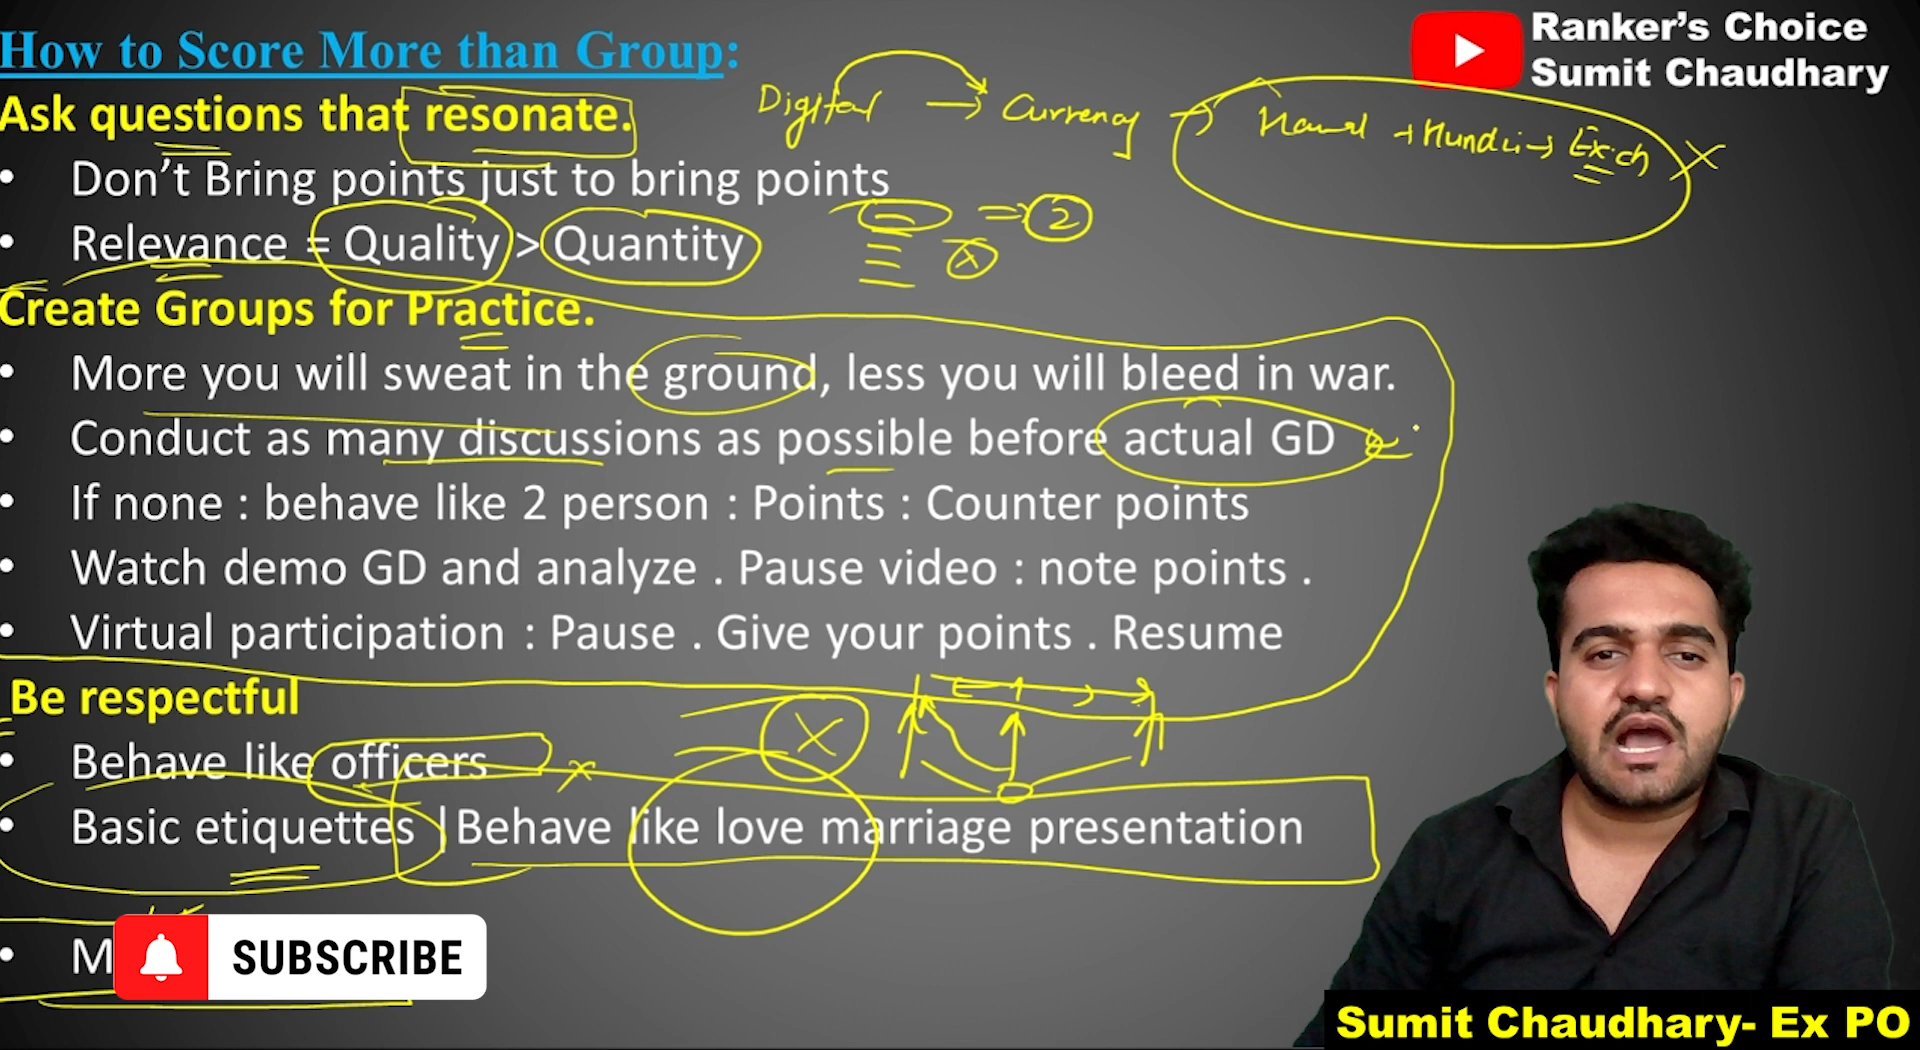 How to Score More than Group:
Ranker's Choice
Sumit Chaudhary
Ask questions that resonate.
Digital → Currency → Hawal → Hundi → Exch X
• Don't Bring points just to bring points
• Relevance = Quality > Quantity
= ⇒ 2
X
Create Groups for Practice.
• More you will sweat in the ground, less you will bleed in war.
• Conduct as many discussions as possible before actual GD
• If none : behave like 2 person : Points : Counter points
• Watch demo GD and analyze . Pause video : note points .
• Virtual participation : Pause . Give your points . Resume
Be respectful
• Behave like officers X
X
• Basic etiquettes |Behave like love marriage presentation
• M
SUBSCRIBE
Sumit Chaudhary- Ex PO